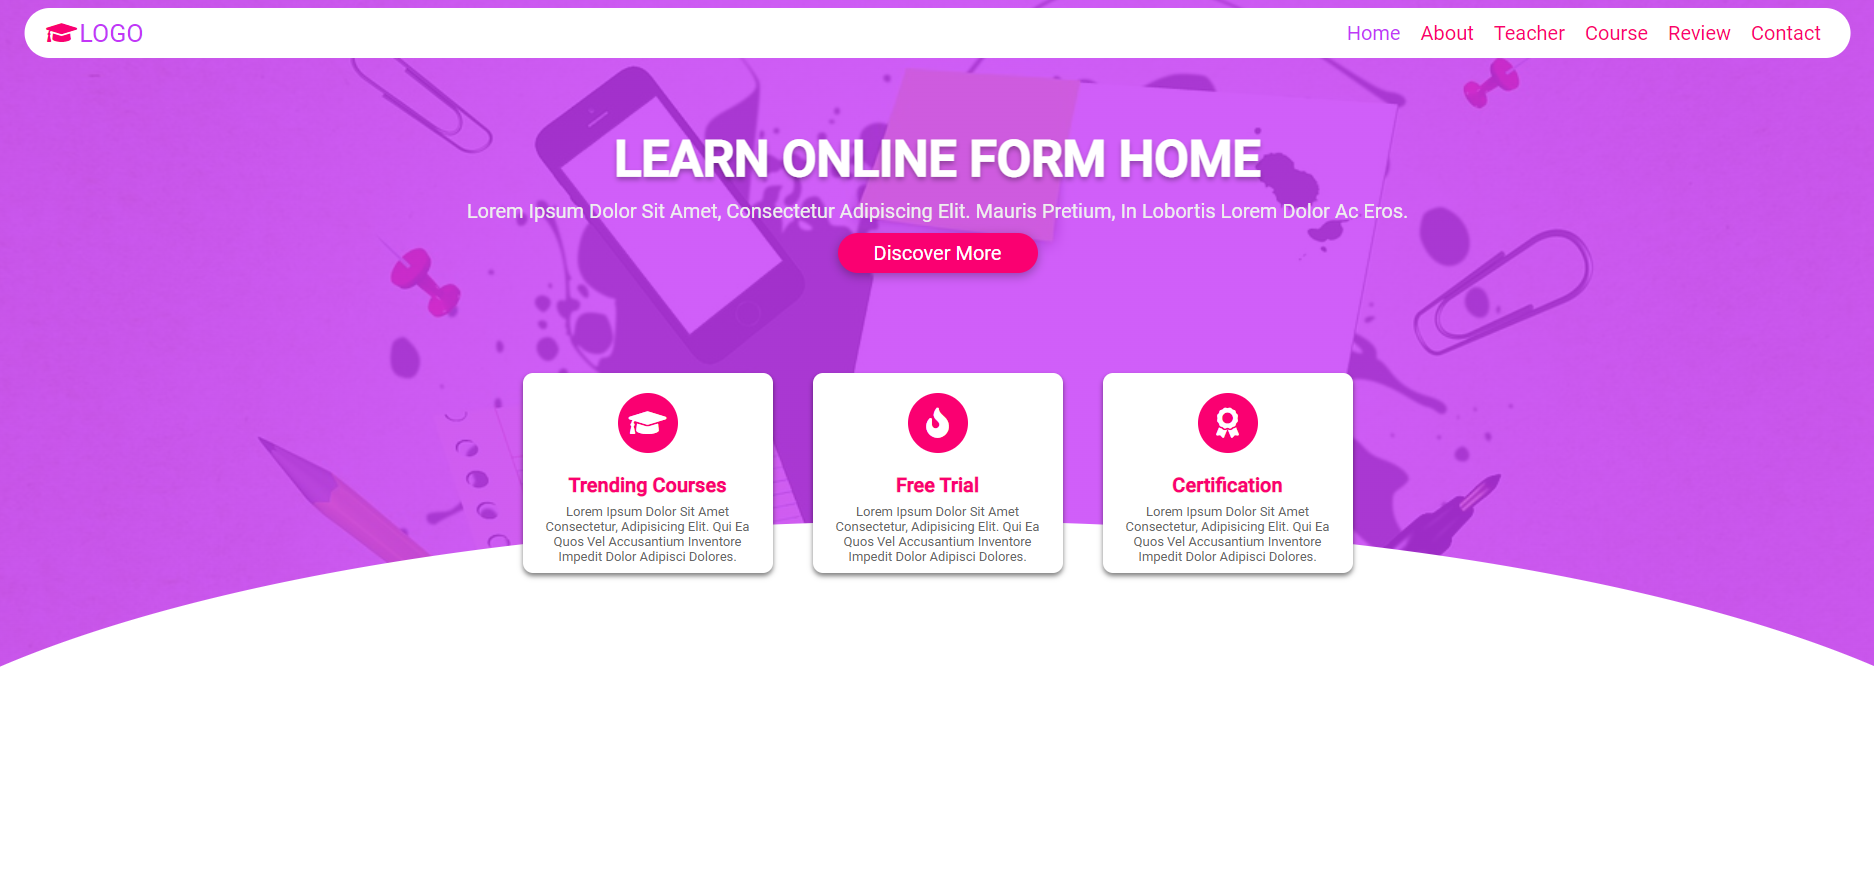 LOGO
Home About Teacher Course Review Contact
LEARN ONLINE FORM HOME
Lorem Ipsum Dolor Sit Amet, Consectetur Adipiscing Elit. Mauris Pretium, In Lobortis Lorem Dolor Ac Eros.
Discover More
Trending Courses
Lorem Ipsum Dolor Sit Amet
Consectetur, Adipisicing Elit. Qui Ea
Quos Vel Accusantium Inventore
Impedit Dolor Adipisci Dolores.
Free Trial
Lorem Ipsum Dolor Sit Amet
Consectetur, Adipisicing Elit. Qui Ea
Quos Vel Accusantium Inventore
Impedit Dolor Adipisci Dolores.
Certification
Lorem Ipsum Dolor Sit Amet
Consectetur, Adipisicing Elit. Qui Ea
Quos Vel Accusantium Inventore
Impedit Dolor Adipisci Dolores.